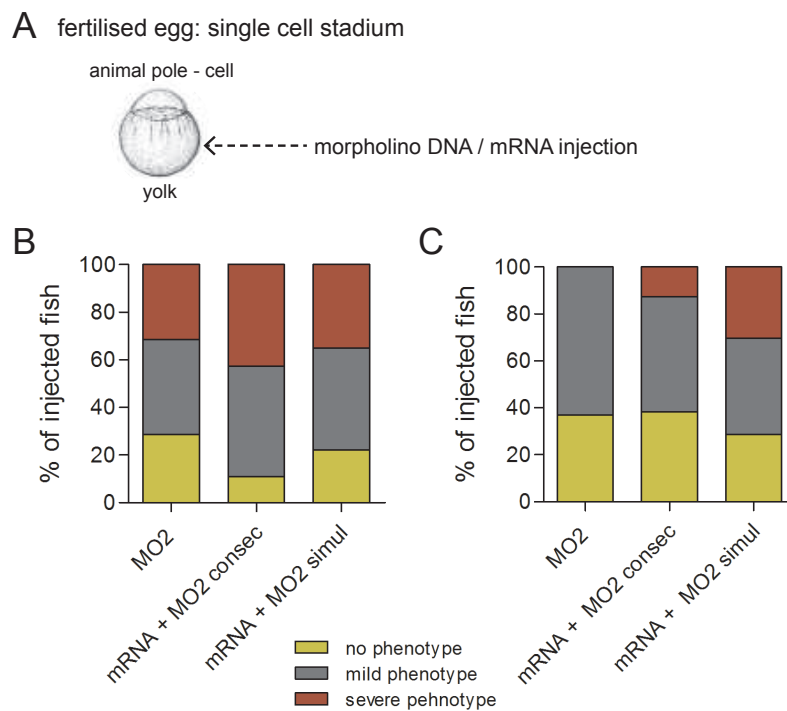 A fertilised egg: single cell stadium
animal pole - cell
morpholino DNA / mRNA injection
yolk
B
% of injected fish
100
80
60
40
20
0
MO2
mRNA + MO2 consec
mRNA + MO2 simul
C
% of injected fish
100
80
60
40
20
0
MO2
mRNA + MO2 consec
mRNA + MO2 simul
no phenotype
mild phenotype
severe pehnotype